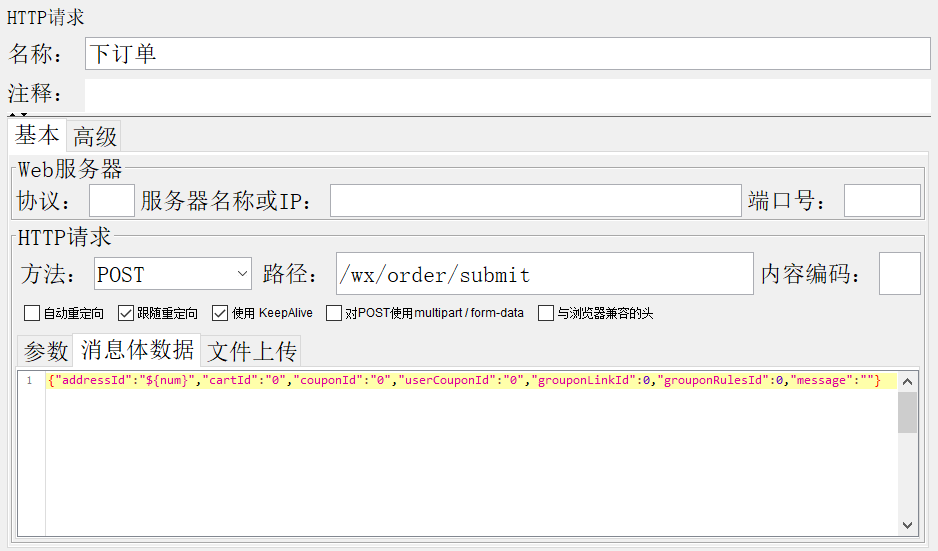 HTTP请求
名称： 下订单
注释：
基本 高级
Web服务器
协议： 服务器名称或IP： 端口号：
HTTP请求
方法： POST 路径： /wx/order/submit 内容编码：
自动重定向 跟随重定向 使用 KeepAlive 对POST使用multipart / form-data 与浏览器兼容的头
参数 消息体数据 文件上传
1 {"addressId":"${num}","cartId":"0","couponId":"0","userCouponId":"0","grouponLinkId":0,"grouponRulesId":0,"message":""}